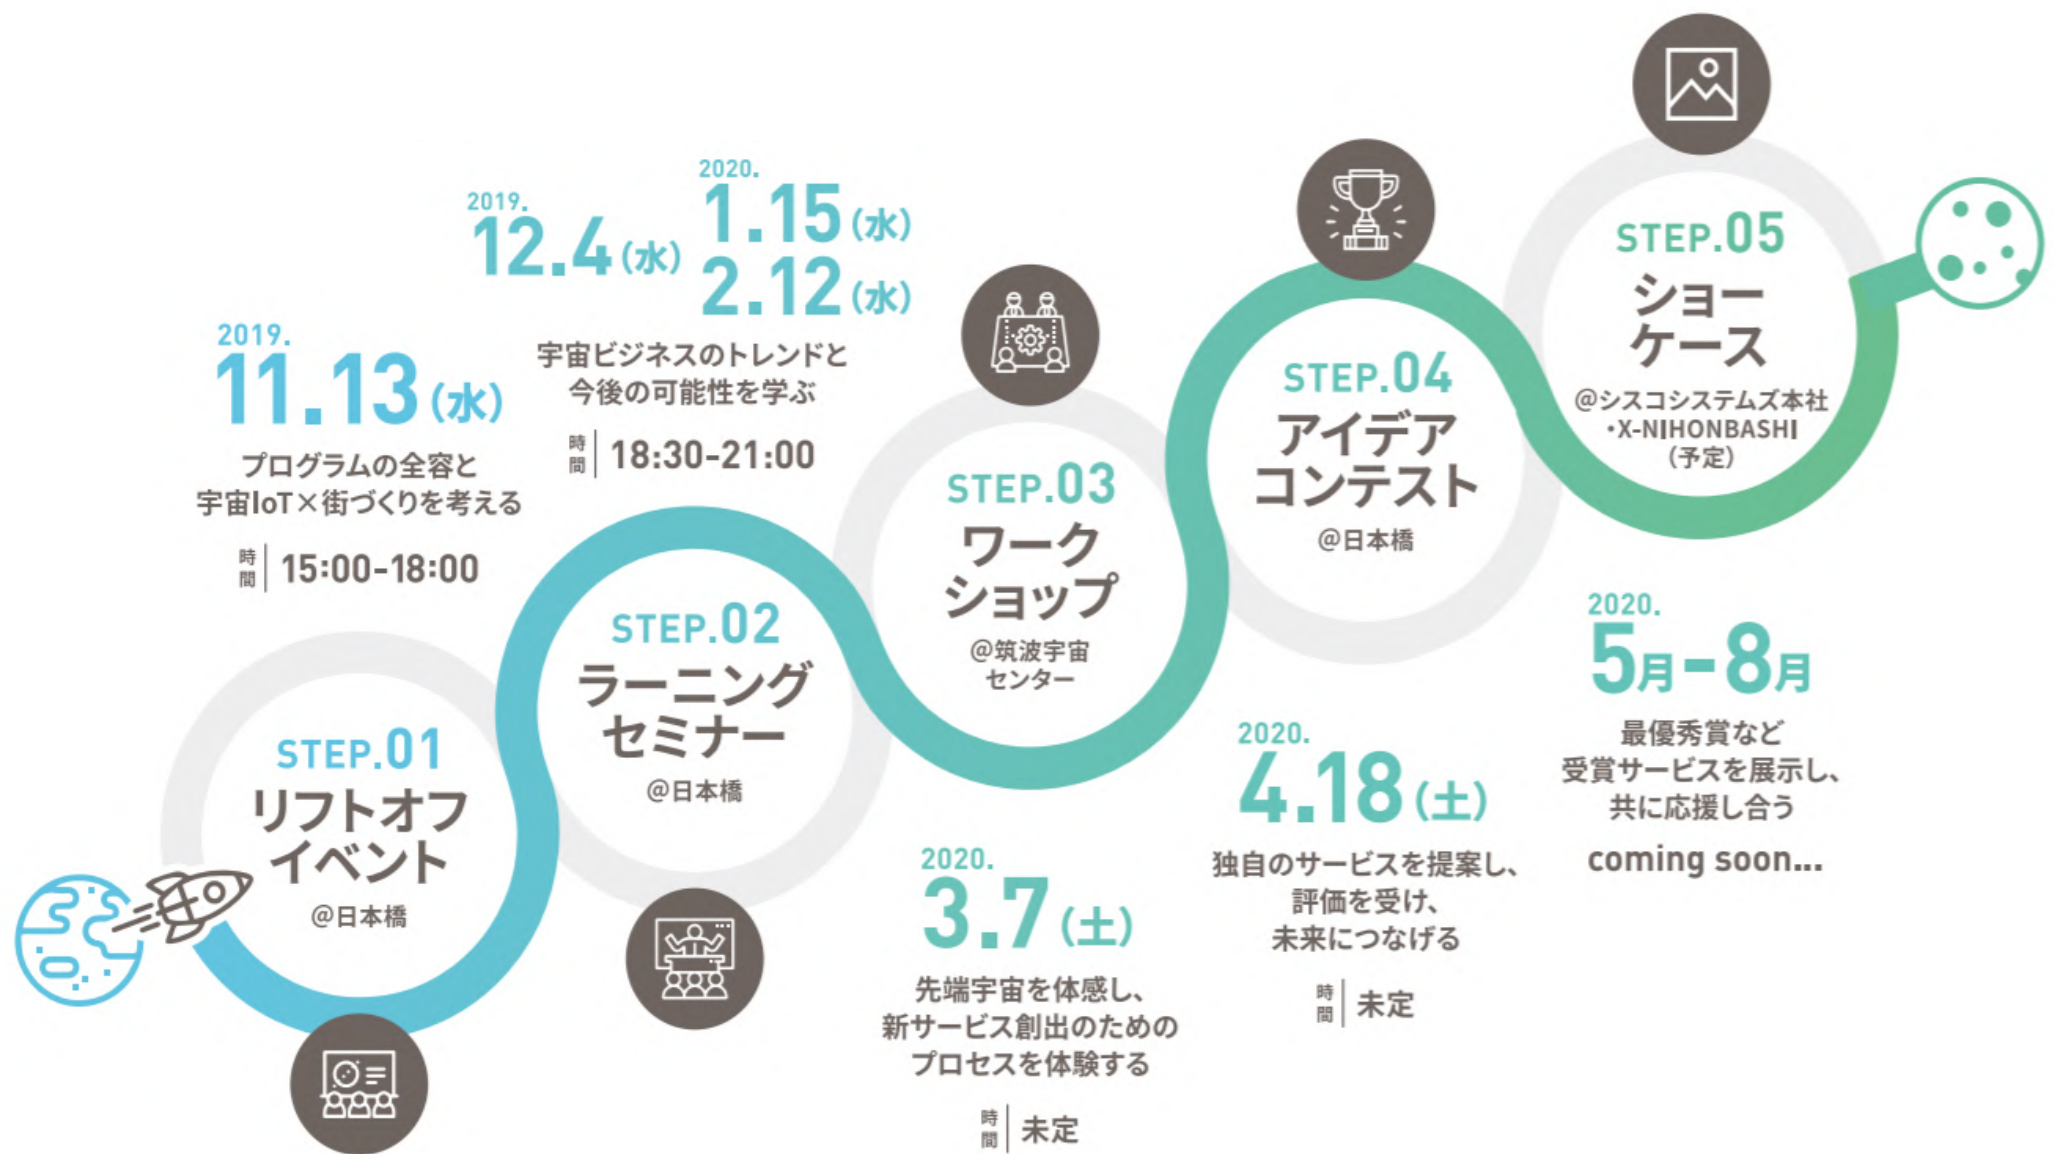 2019.
11.13(水)
プログラムの全容と
宇宙IoT×街づくりを考える
時間 15:00-18:00
STEP.01
リフトオフ
イベント
@日本橋
2019.
12.4(水)
2020.
1.15(水)
2.12(水)
宇宙ビジネスのトレンドと
今後の可能性を学ぶ
時間 18:30-21:00
STEP.02
ラーニング
セミナー
@日本橋
STEP.03
ワーク
ショップ
@筑波宇宙
センター
2020.
3.7(土)
先端宇宙を体感し、
新サービス創出のための
プロセスを体験する
時間 未定
STEP.04
アイデア
コンテスト
@日本橋
2020.
4.18(土)
独自のサービスを提案し、
評価を受け、
未来につなげる
時間 未定
STEP.05
ショー
ケース
@シスコシステムズ本社
・X-NIHONBASHI
(予定)
2020.
5月-8月
最優秀賞など
受賞サービスを展示し、
共に応援し合う
coming soon...